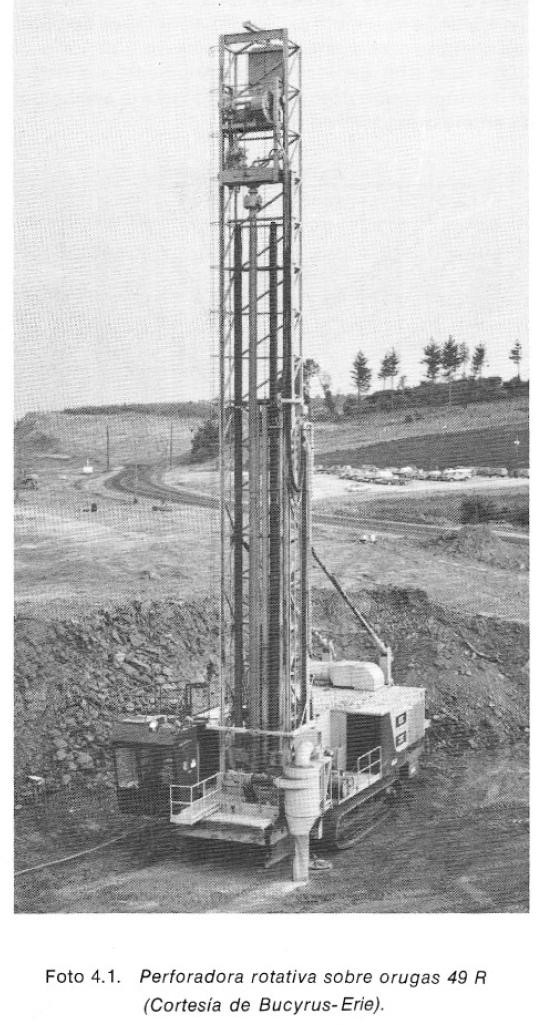 Foto 4.1. Perforadora rotativa sobre orugas 49 R
(Cortesía de Bucyrus-Erie).